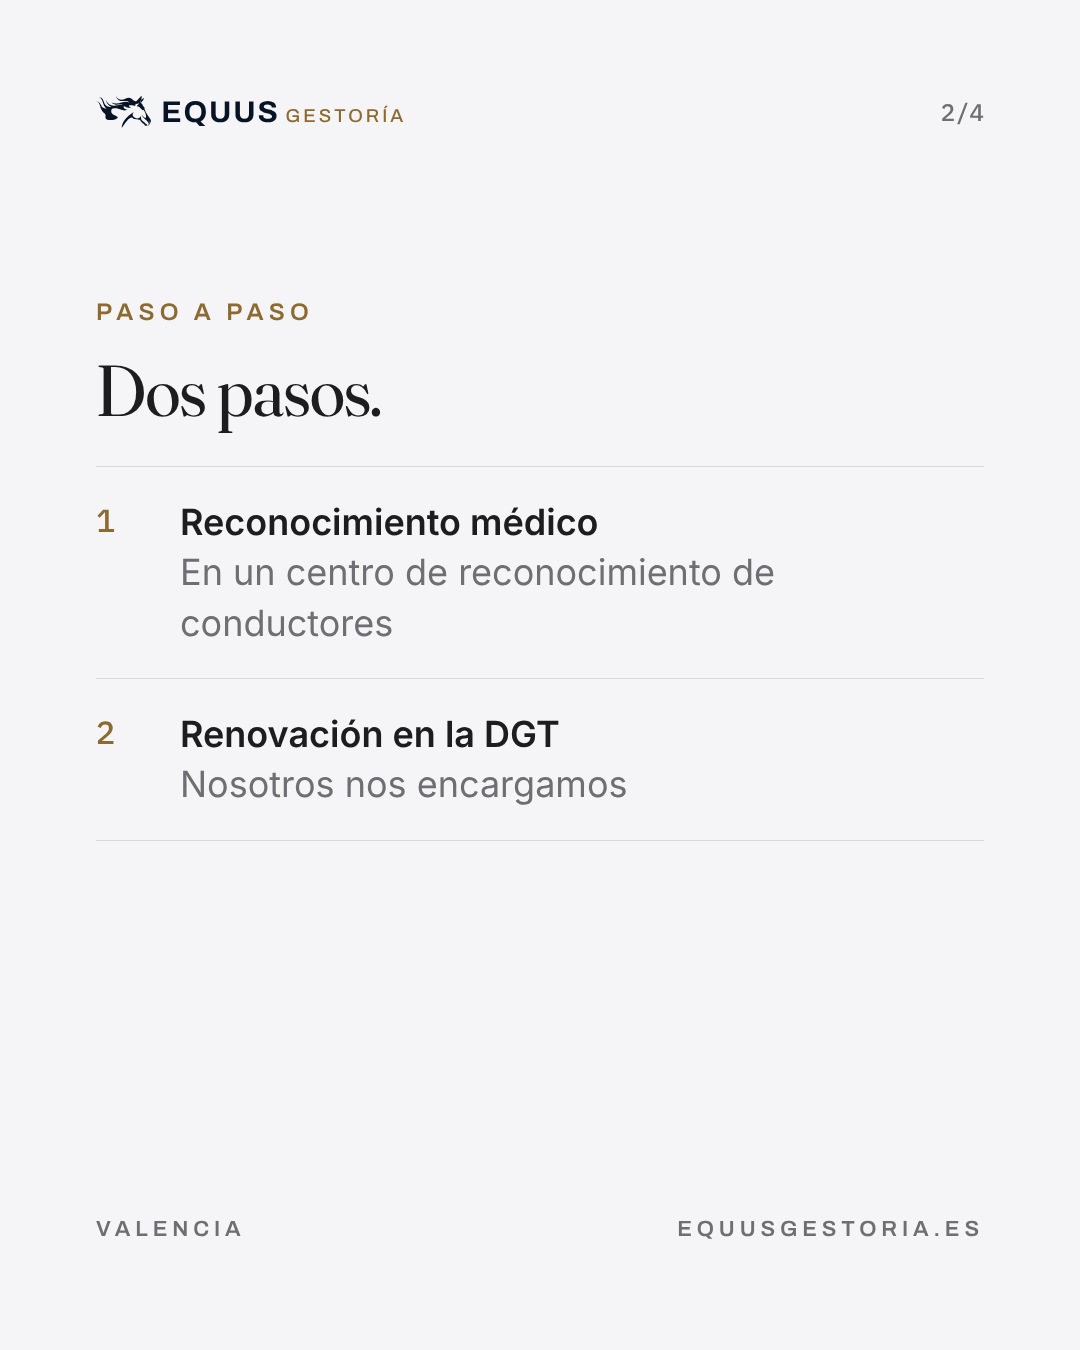 EQUUS GESTORÍA
2/4
PASO A PASO
Dos pasos.
1 Reconocimiento médico
En un centro de reconocimiento de
conductores
2 Renovación en la DGT
Nosotros nos encargamos
VALENCIA
EQUUSGESTORIA.ES